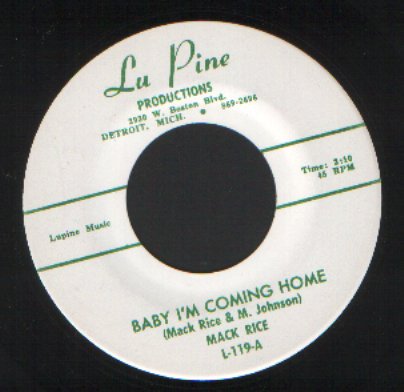 Lu Pine
PRODUCTIONS
2930 W. Boston Blvd.
DETROIT, MICH. • 869-2696
Time: 2:10
45 RPM
Lupine Music
BABY I'M COMING HOME
(Mack Rice & M. Johnson)
MACK RICE
L-119-A